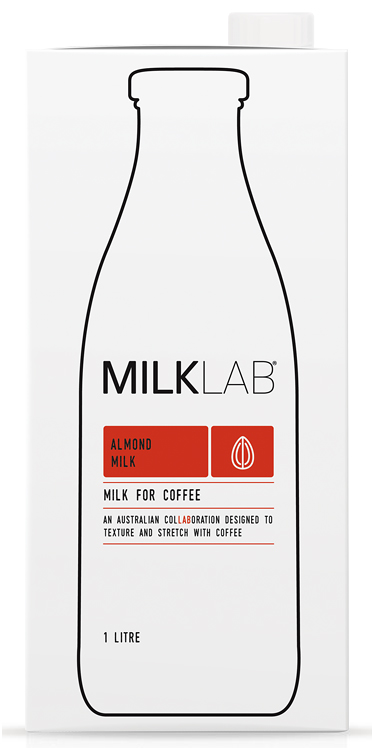 MILKLAB®
ALMOND
MILK
MILK FOR COFFEE
AN AUSTRALIAN COLLABORATION DESIGNED TO
TEXTURE AND STRETCH WITH COFFEE
1 LITRE